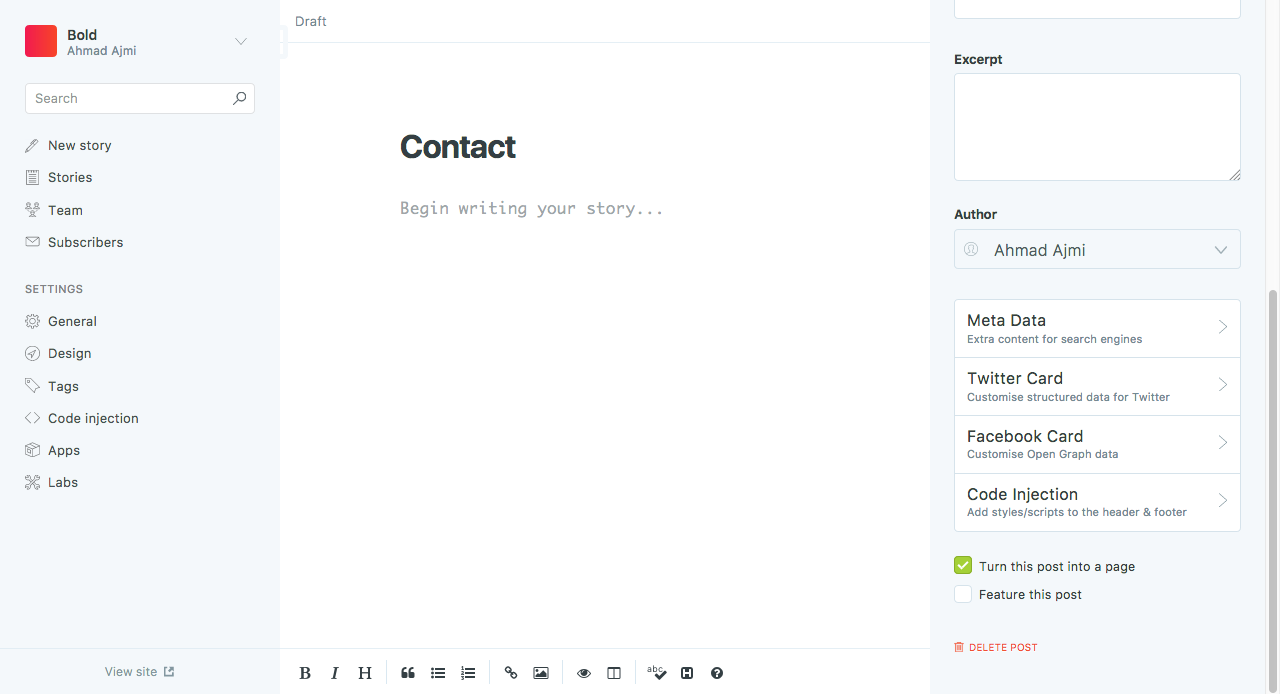 Bold
Ahmad Ajmi
Search
New story
Stories
Team
Subscribers
SETTINGS
General
Design
Tags
Code injection
Apps
Labs
View site
Draft
Contact
Begin writing your story...
B I H
abc
H
?
Excerpt
Author
Ahmad Ajmi
Meta Data
Extra content for search engines
Twitter Card
Customise structured data for Twitter
Facebook Card
Customise Open Graph data
Code Injection
Add styles/scripts to the header & footer
Turn this post into a page
Feature this post
DELETE POST